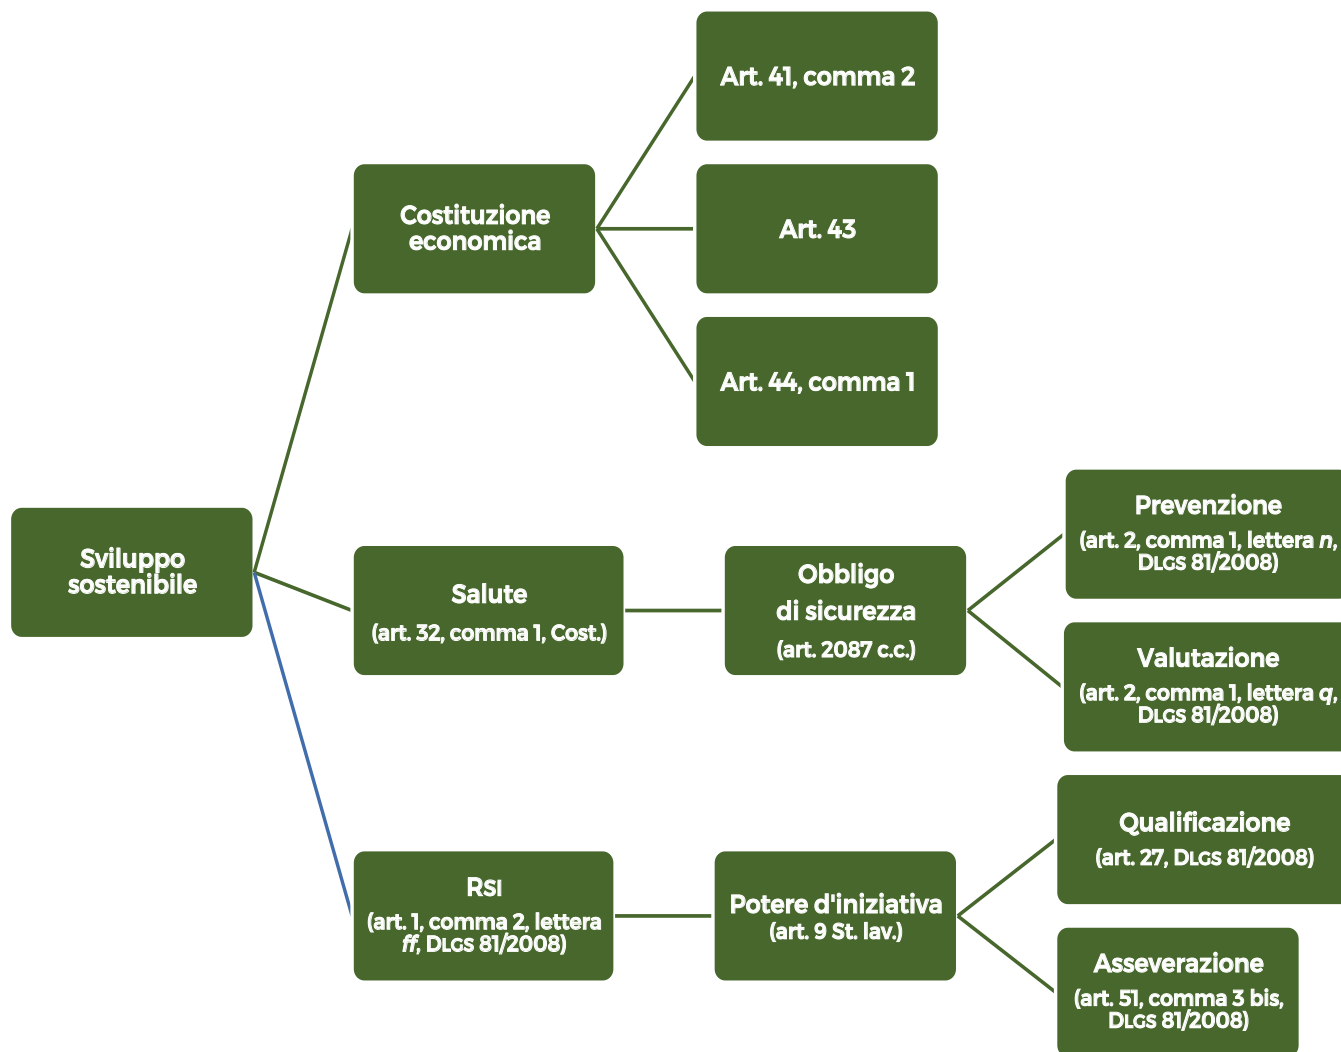 Sviluppo
sostenibile
Costituzione
economica
Art. 41, comma 2
Art. 43
Art. 44, comma 1
Salute
(art. 32, comma 1, Cost.)
Obbligo
di sicurezza
(art. 2087 c.c.)
Prevenzione
(art. 2, comma 1, lettera n,
DLGS 81/2008)
Valutazione
(art. 2, comma 1, lettera q,
DLGS 81/2008)
RSI
(art. 1, comma 2, lettera
ff, DLGS 81/2008)
Potere d'iniziativa
(art. 9 St. lav.)
Qualificazione
(art. 27, DLGS 81/2008)
Asseverazione
(art. 51, comma 3 bis,
DLGS 81/2008)